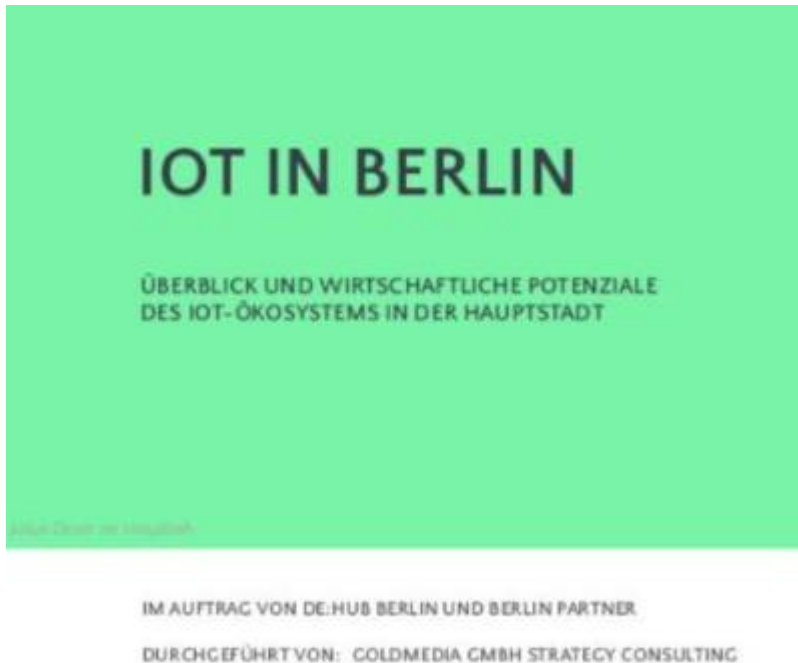 IOT IN BERLIN
ÜBERBLICK UND WIRTSCHAFTLICHE POTENZIALE
DES IOT-ÖKOSYSTEMS IN DER HAUPTSTADT
IM AUFTRAG VON DE:HUB BERLIN UND BERLIN PARTNER
DURCHGEFÜHRT VON: GOLDMEDIA GMBH STRATEGY CONSULTING